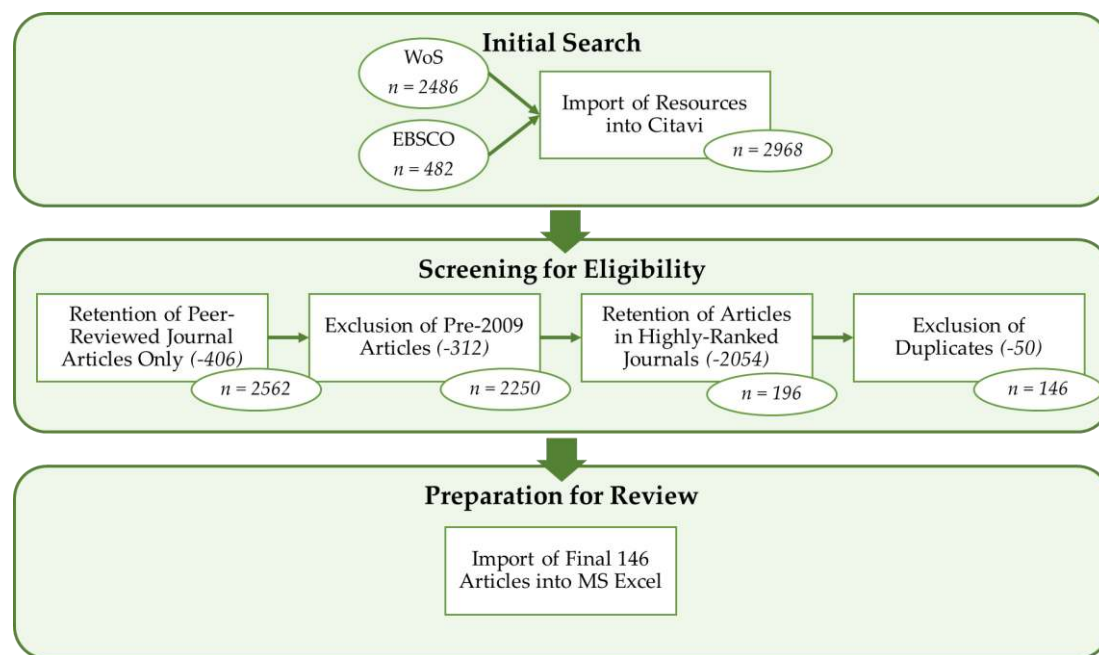 Initial Search
WoS
n = 2486
EBSCO
n = 482
Import of Resources
into Citavi
n = 2968
Screening for Eligibility
Retention of Peer-
Reviewed Journal
Articles Only (-406)
n = 2562
Exclusion of Pre-2009
Articles (-312)
n = 2250
Retention of Articles
in Highly-Ranked
Journals (-2054)
n = 196
Exclusion of
Duplicates (-50)
n = 146
Preparation for Review
Import of Final 146
Articles into MS Excel